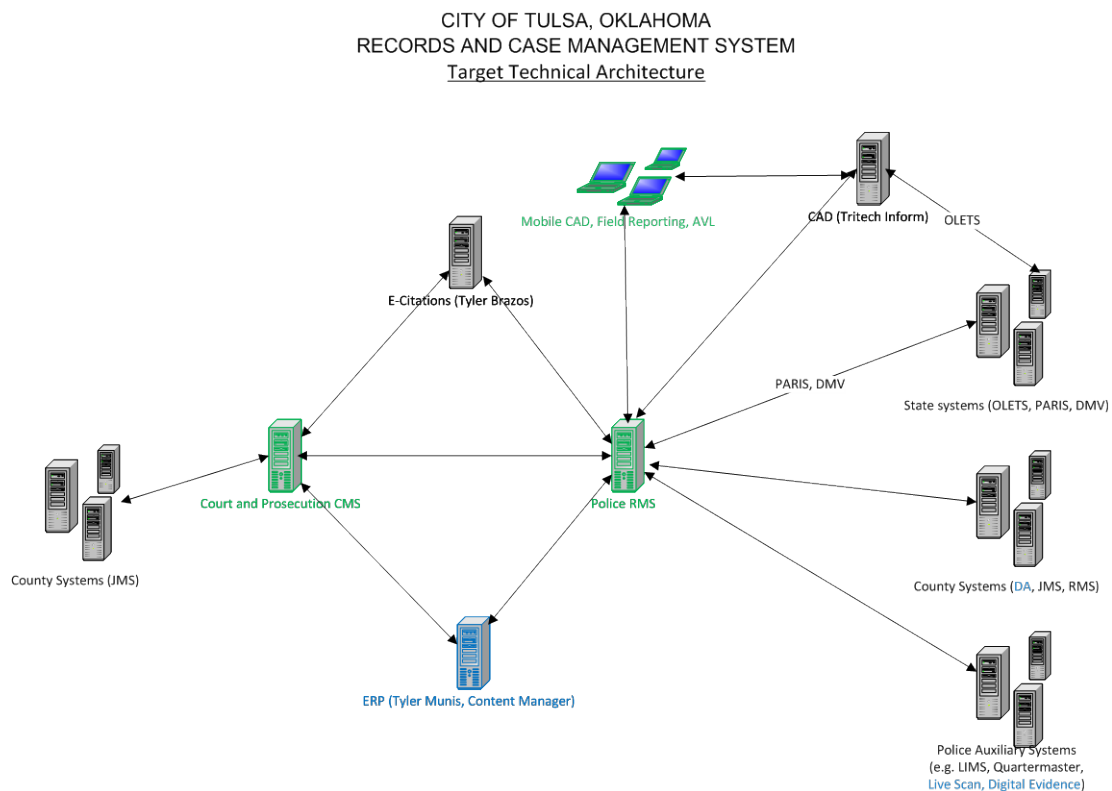 CITY OF TULSA, OKLAHOMA
RECORDS AND CASE MANAGEMENT SYSTEM
Target Technical Architecture
Mobile CAD, Field Reporting, AVL
CAD (Tritech Inform)
OLETS
E-Citations (Tyler Brazos)
PARIS, DMV
State systems (OLETS, PARIS, DMV)
Court and Prosecution CMS
Police RMS
County Systems (JMS)
County Systems (DA, JMS, RMS)
ERP (Tyler Munis, Content Manager)
Police Auxiliary Systems
(e.g. LIMS, Quartermaster,
Live Scan, Digital Evidence)